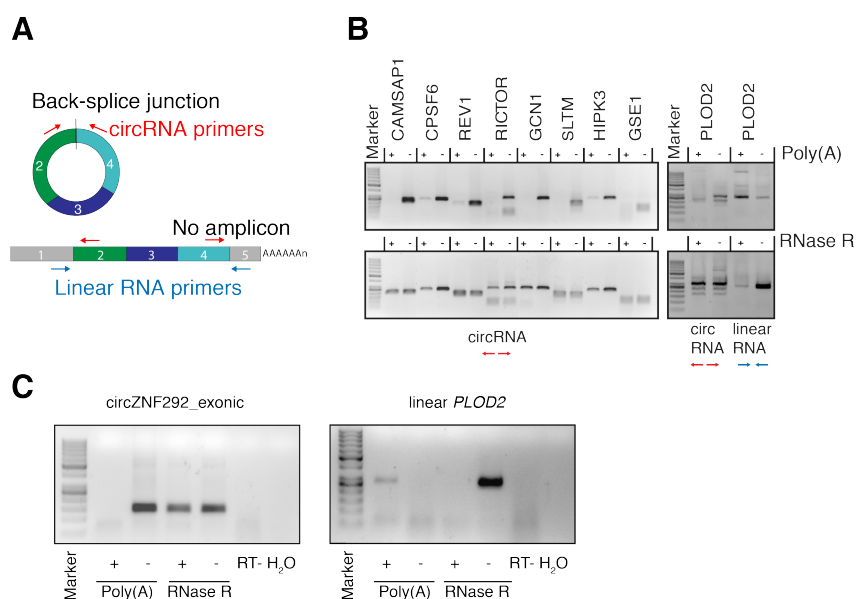 A
Back-splice junction
circRNA primers
2
4
3
No amplicon
1 2 3 4 5 AAAAAAn
Linear RNA primers
B
Marker CAMSAP1 CPSF6 REV1 RICTOR GCN1 SLTM HIPK3 GSE1 Marker PLOD2 PLOD2
+ - + - + - + - + - + - + - + - + - + - Poly(A)
+ - + - + - + - + - + - + - + - + - + - RNase R
circRNA
circ RNA
linear RNA
C
circZNF292_exonic
linear PLOD2
Marker + - + - RT- H2O
Poly(A) RNase R
Marker + - + - RT- H2O
Poly(A) RNase R